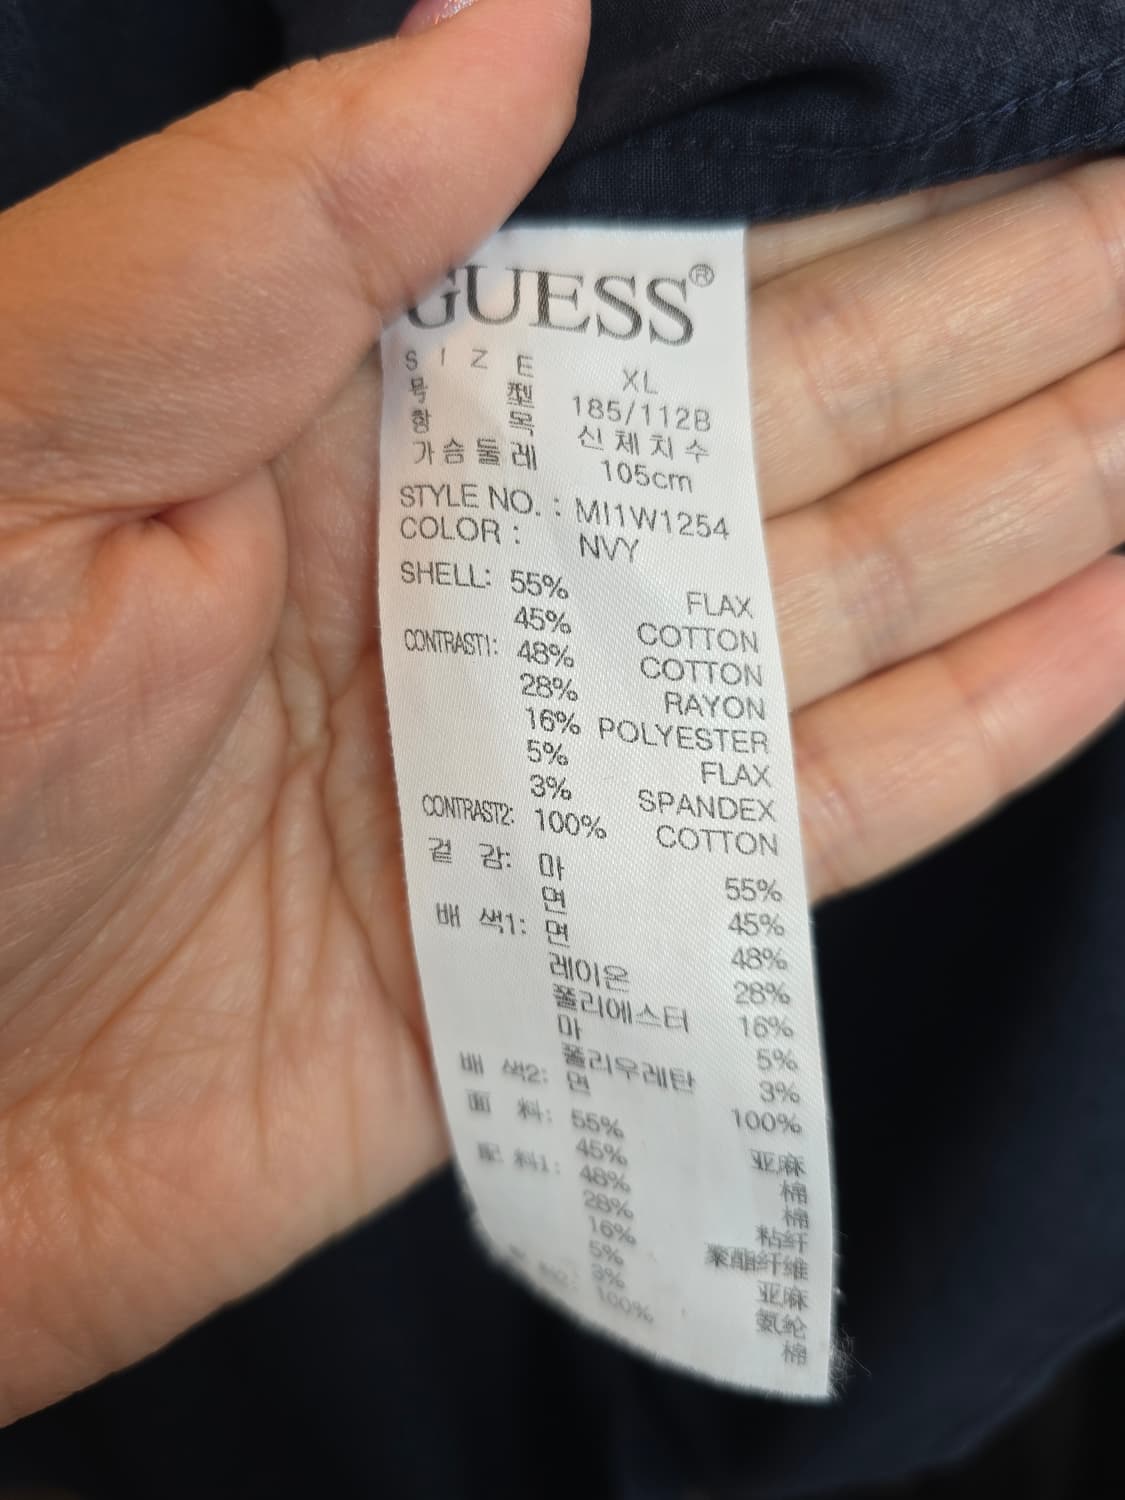 GUESS®
SIZE XL
号型 185/112B
항목 신체치수
가슴둘레 105cm
STYLE NO. : MI1W1254
COLOR : NVY
SHELL: 55% FLAX
45% COTTON
CONTRAST1: 48% COTTON
28% RAYON
16% POLYESTER
5% FLAX
3% SPANDEX
CONTRAST2: 100% COTTON
겉 감: 마 55%
면 45%
배 색1: 면 48%
레이온 28%
폴리에스터 16%
마 5%
폴리우레탄 3%
배 색2: 면 100%
面 料: 55% 亚麻
45% 棉
配 料1: 48% 棉
28% 粘纤
16% 聚酯纤维
5% 亚麻
3% 氨纶
100% 棉